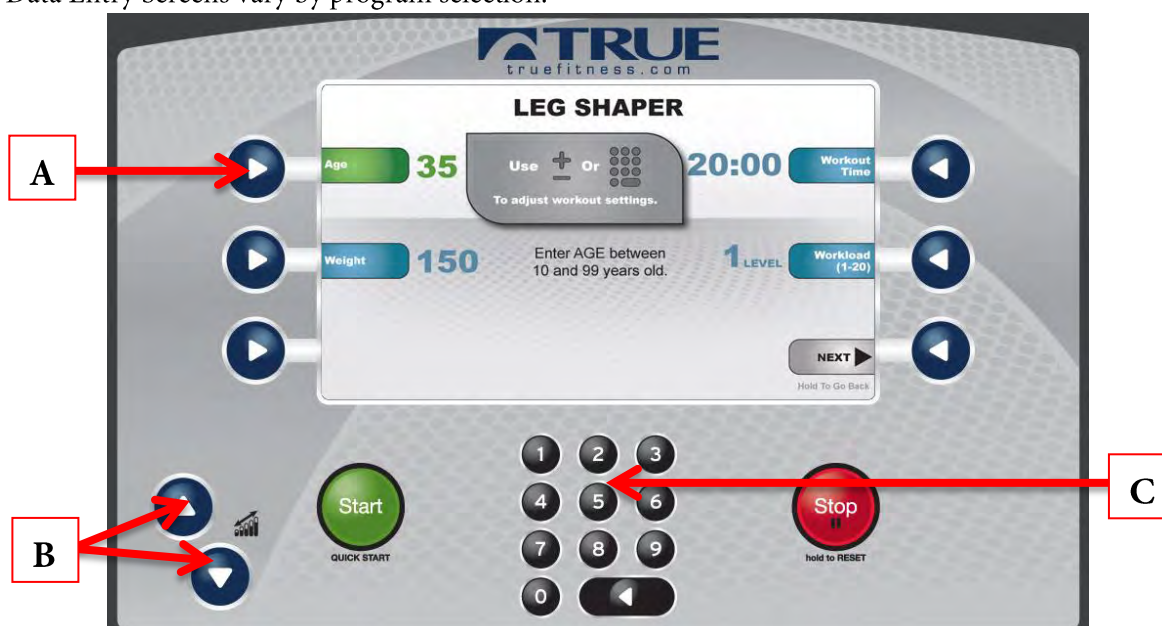 Data Entry Screens vary by program selection.
TRUE
truefitness.com
LEG SHAPER
A
Age
35
Use + - Or
To adjust workout settings.
20:00
Workout
Time
Weight
150
Enter AGE between
10 and 99 years old.
1 LEVEL
Workload
(1-20)
NEXT
Hold To Go Back
1 2 3
C
Start
4 5 6
Stop
B
QUICK START
7 8 9
hold to RESET
0